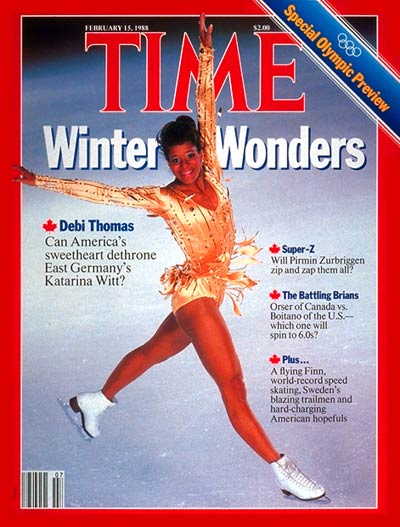 FEBRUARY 15, 1988
$2.00
Special Olympic Preview
TIME
Winter Wonders
Debi Thomas
Can America's
sweetheart dethrone
East Germany's
Katarina Witt?
Super-Z
Will Pirmin Zurbriggen
zip and zap them all?
The Battling Brians
Orser of Canada vs.
Boitano of the U.S.—
which one will
spin to 6.0s?
Plus...
A flying Finn,
world-record speed
skating, Sweden's
blazing trailmen and
hard-charging
American hopefuls
07